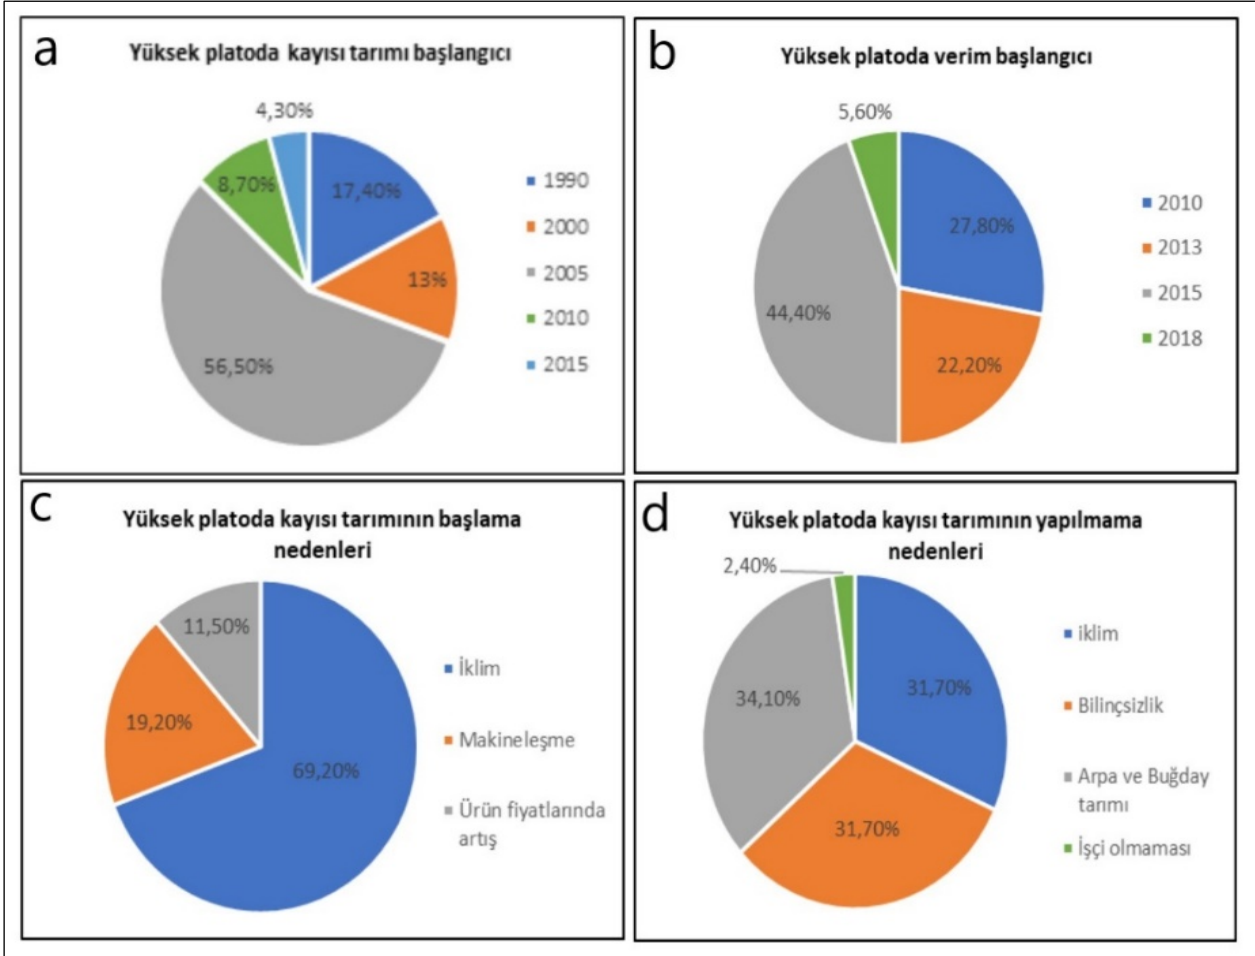 a
Yüksek platoda kayısı tarımı başlangıcı
4,30%
8,70%
17,40%
13%
56,50%
1990
2000
2005
2010
2015
b
Yüksek platoda verim başlangıcı
5,60%
27,80%
44,40%
22,20%
2010
2013
2015
2018
c
Yüksek platoda kayısı tarımının başlama
nedenleri
11,50%
19,20%
69,20%
İklim
Makineleşme
Ürün fiyatlarında
artış
d
Yüksek platoda kayısı tarımının yapılmama
nedenleri
2,40%
34,10%
31,70%
31,70%
iklim
Bilinçsizlik
Arpa ve Buğday
tarımı
İşçi olmaması